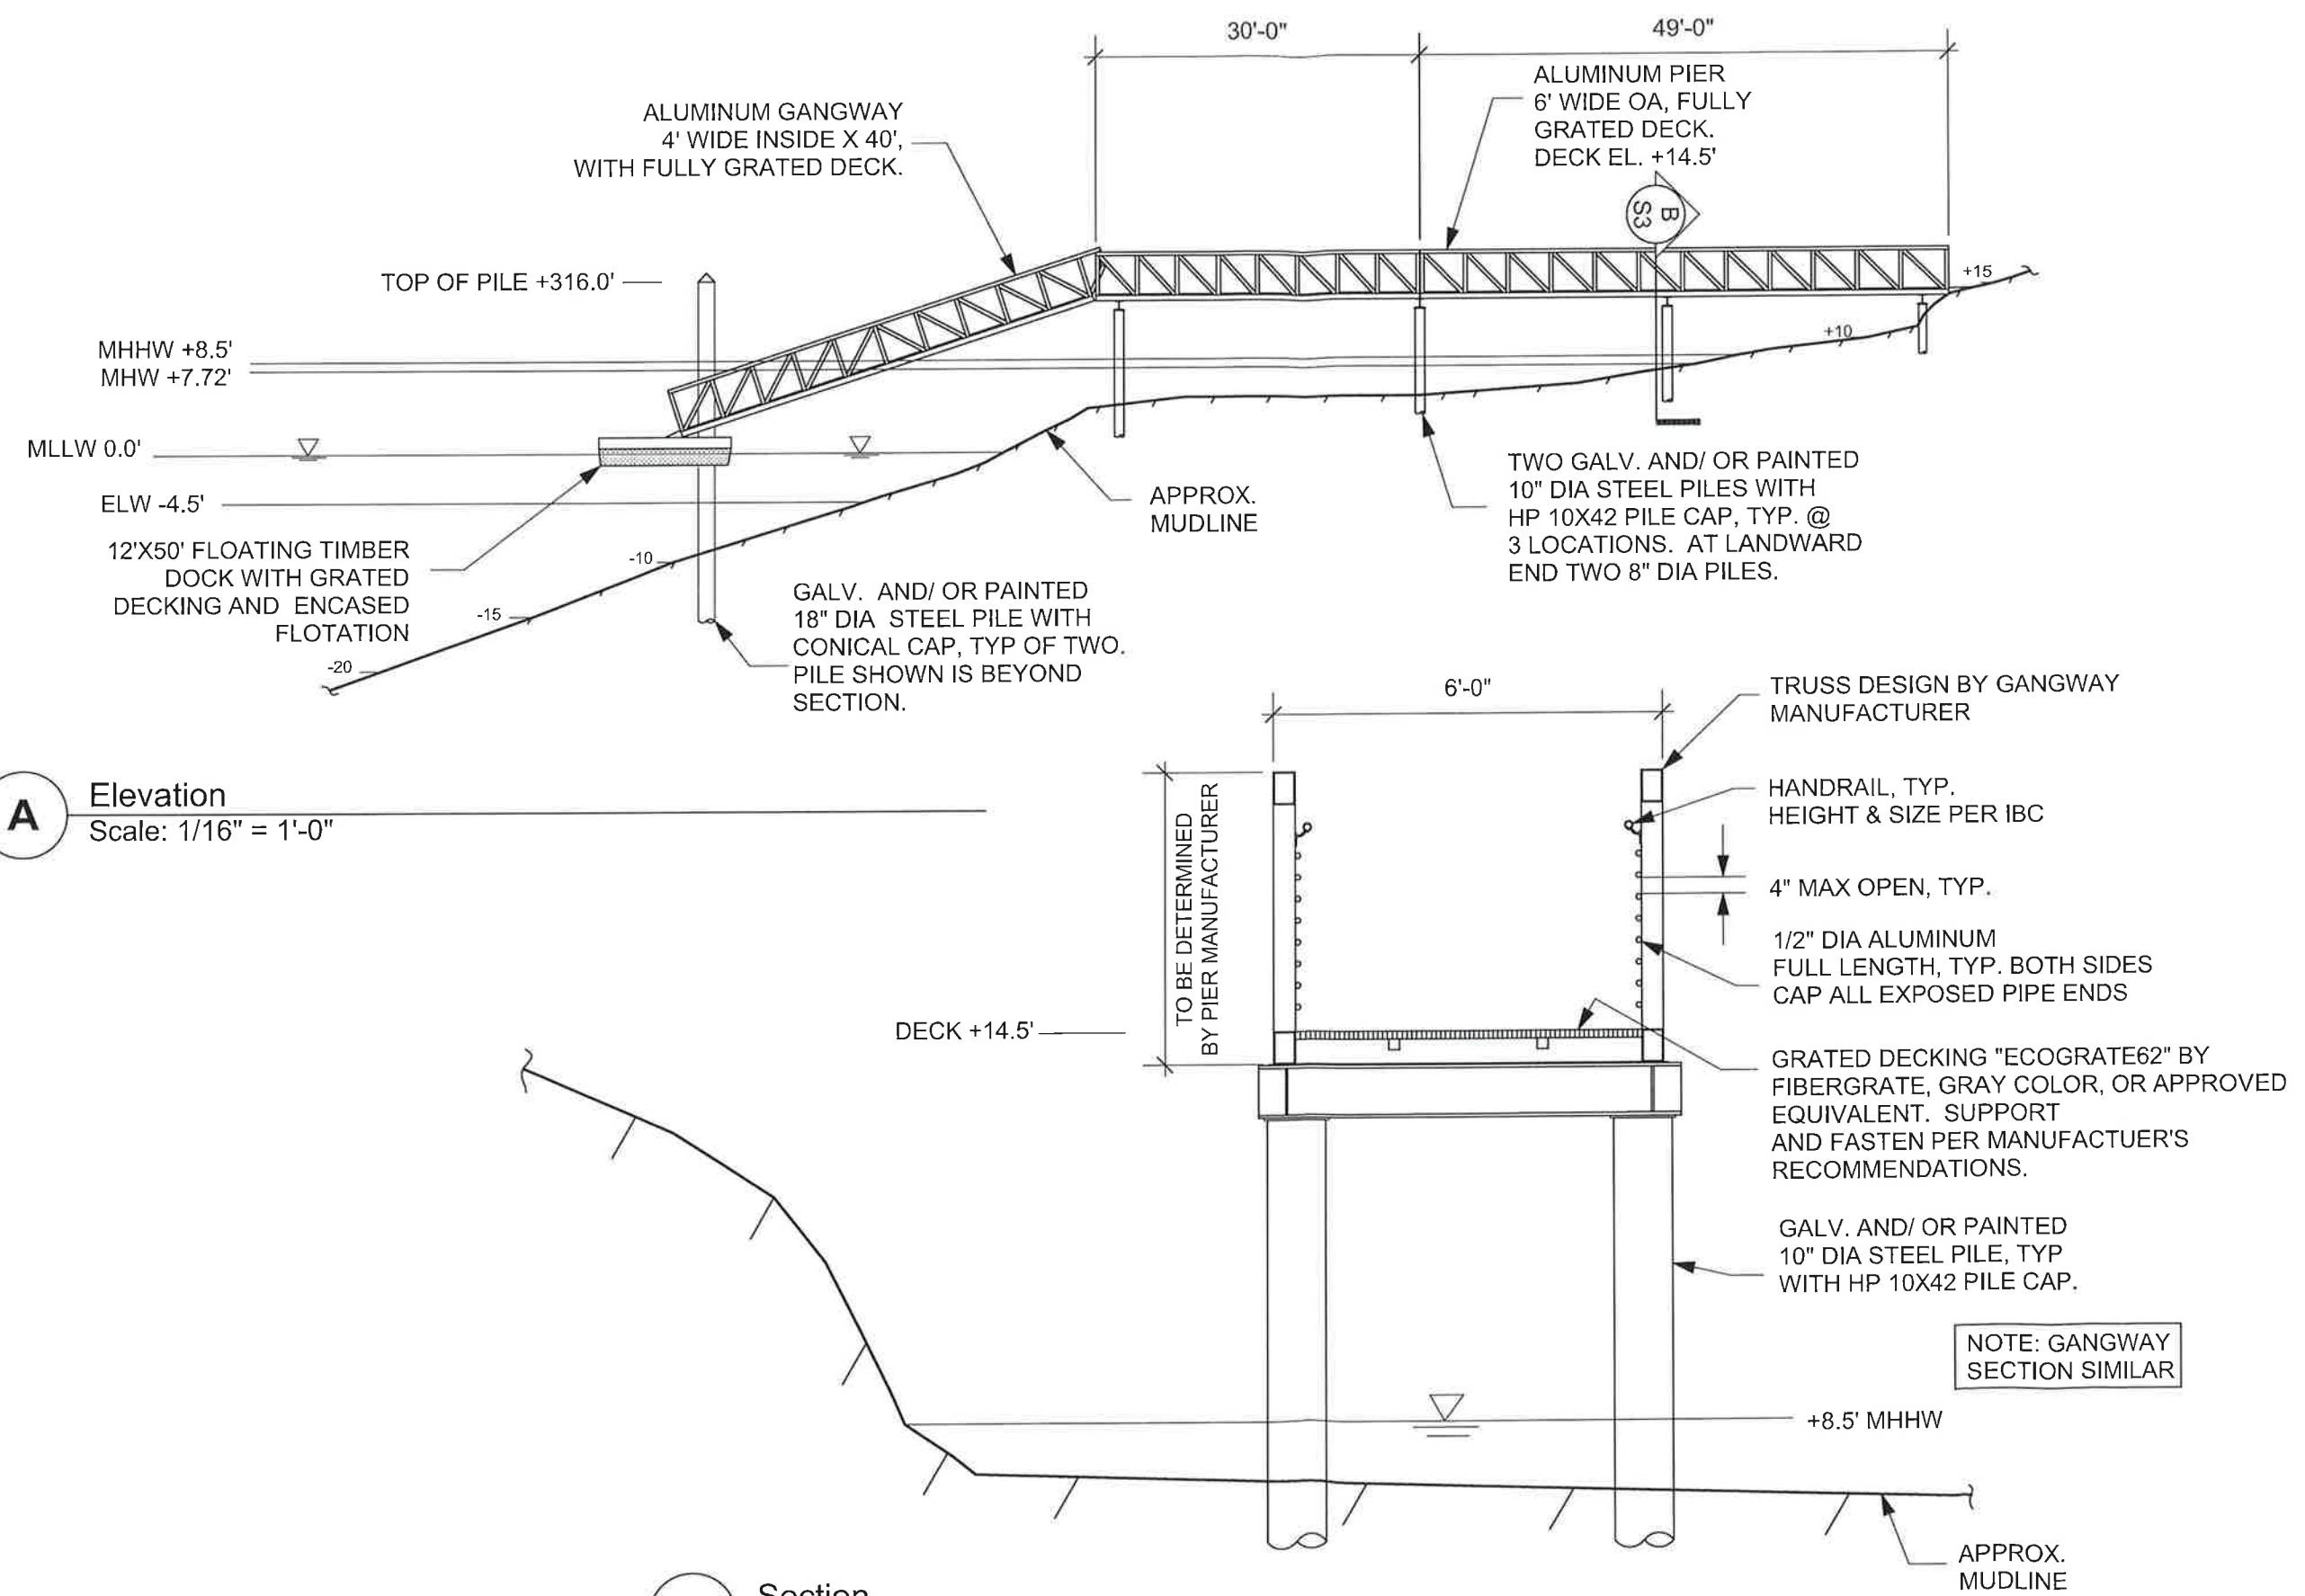 30'-0"
49'-0"
ALUMINUM PIER
6' WIDE OA, FULLY
GRATED DECK.
DECK EL. +14.5'
ALUMINUM GANGWAY
4' WIDE INSIDE X 40',
WITH FULLY GRATED DECK.
B
S3
TOP OF PILE +316.0'
+15
+10
MHHW +8.5'
MHW +7.72'
MLLW 0.0'
ELW -4.5'
12'X50' FLOATING TIMBER
DOCK WITH GRATED
DECKING AND ENCASED
FLOTATION
-10
-15
-20
APPROX.
MUDLINE
TWO GALV. AND/ OR PAINTED
10" DIA STEEL PILES WITH
HP 10X42 PILE CAP, TYP. @
3 LOCATIONS. AT LANDWARD
END TWO 8" DIA PILES.
GALV. AND/ OR PAINTED
18" DIA STEEL PILE WITH
CONICAL CAP, TYP OF TWO.
PILE SHOWN IS BEYOND
SECTION.
A
Elevation
Scale: 1/16" = 1'-0"
6'-0"
TRUSS DESIGN BY GANGWAY
MANUFACTURER
HANDRAIL, TYP.
HEIGHT & SIZE PER IBC
4" MAX OPEN, TYP.
1/2" DIA ALUMINUM
FULL LENGTH, TYP. BOTH SIDES
CAP ALL EXPOSED PIPE ENDS
TO BE DETERMINED
BY PIER MANUFACTURER
DECK +14.5'
GRATED DECKING "ECOGRATE62" BY
FIBERGRATE, GRAY COLOR, OR APPROVED
EQUIVALENT. SUPPORT
AND FASTEN PER MANUFACTUER'S
RECOMMENDATIONS.
GALV. AND/ OR PAINTED
10" DIA STEEL PILE, TYP
WITH HP 10X42 PILE CAP.
NOTE: GANGWAY
SECTION SIMILAR
+8.5' MHHW
APPROX.
MUDLINE
Section